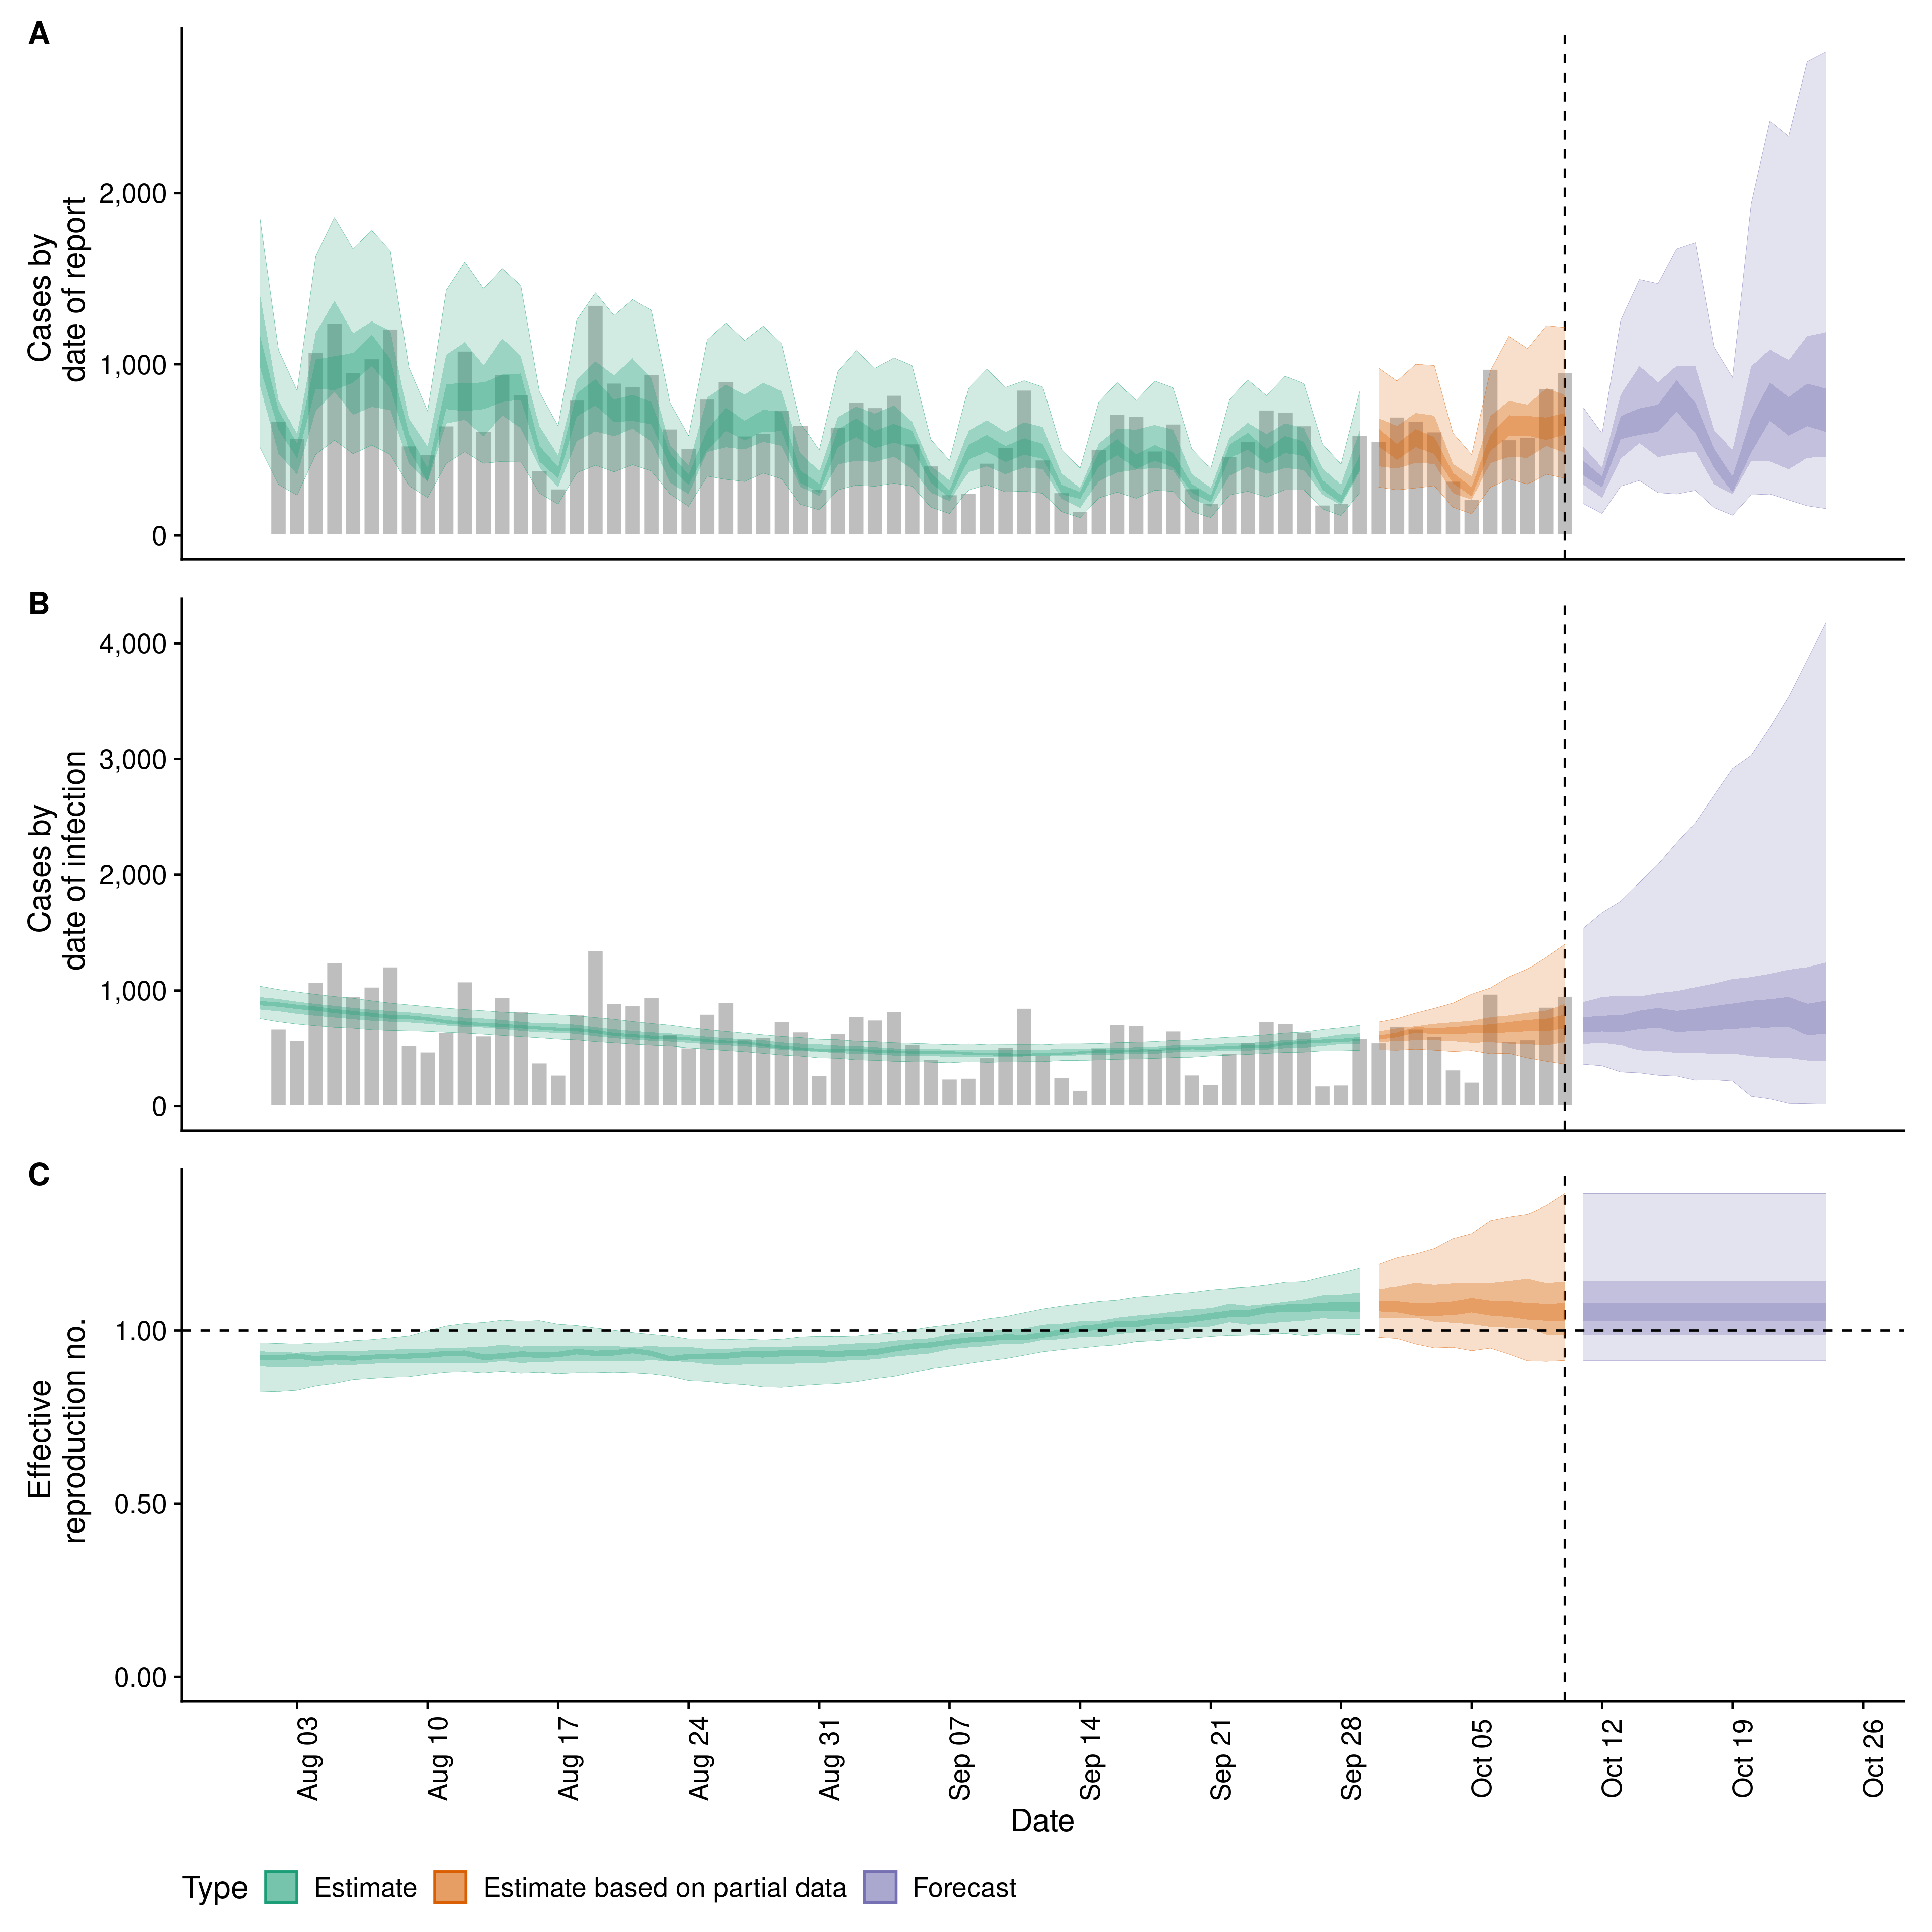 A
Cases by
date of report
2,000
1,000
0
B
Cases by
date of infection
4,000
3,000
2,000
1,000
0
C
Effective
reproduction no.
1.00
0.50
0.00
Aug 03
Aug 10
Aug 17
Aug 24
Aug 31
Sep 07
Sep 14
Sep 21
Sep 28
Oct 05
Oct 12
Oct 19
Oct 26
Date
Type Estimate Estimate based on partial data Forecast